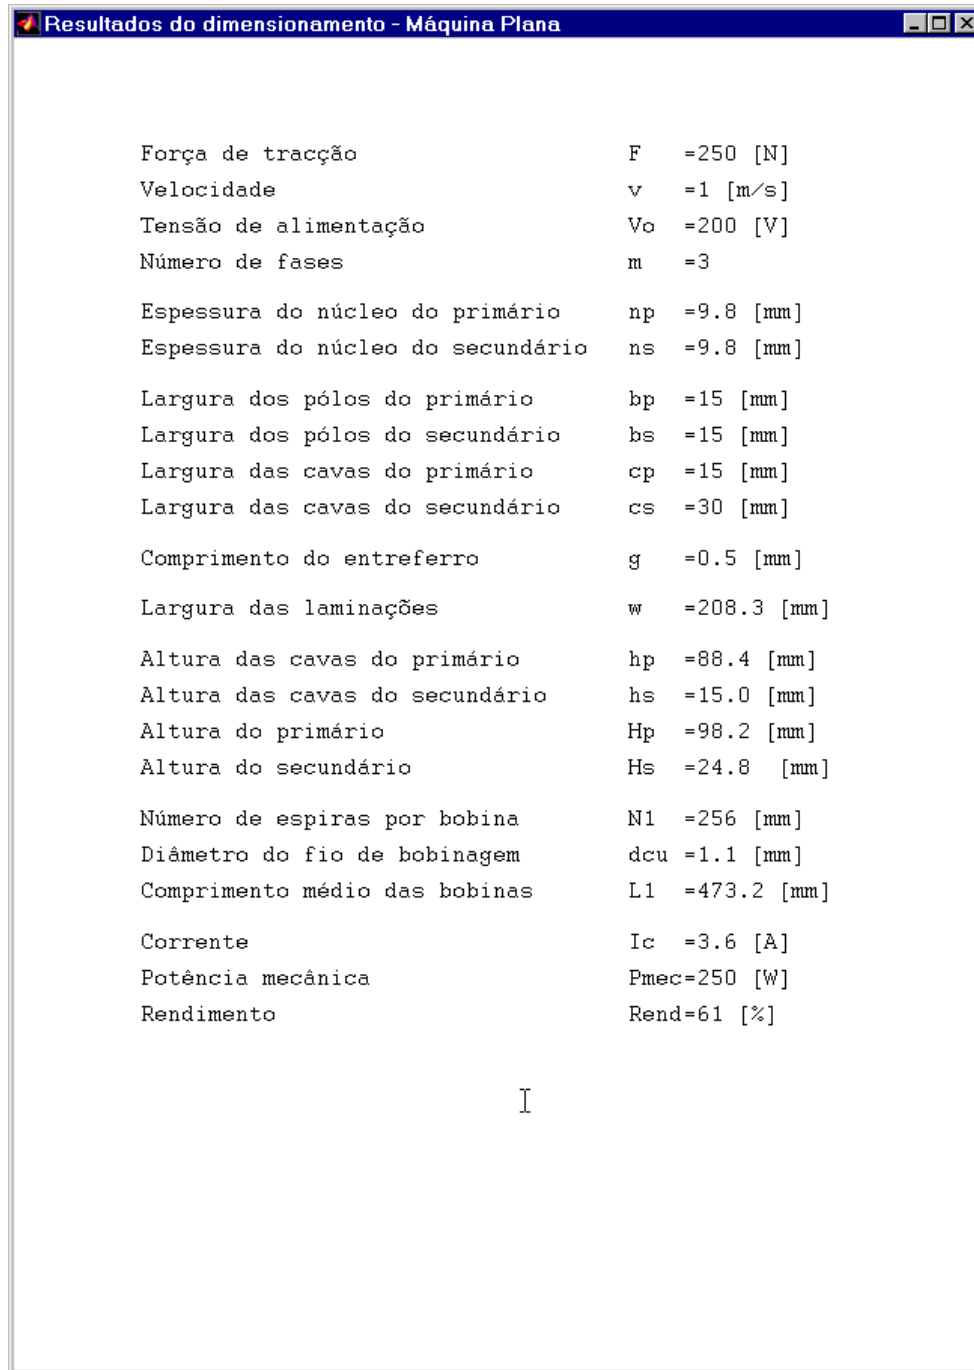 Resultados do dimensionamento - Máquina Plana
Força de tracção F =250 [N]
Velocidade v =1 [m/s]
Tensão de alimentação Vo =200 [V]
Número de fases m =3
Espessura do núcleo do primário np =9.8 [mm]
Espessura do núcleo do secundário ns =9.8 [mm]
Largura dos pólos do primário bp =15 [mm]
Largura dos pólos do secundário bs =15 [mm]
Largura das cavas do primário cp =15 [mm]
Largura das cavas do secundário cs =30 [mm]
Comprimento do entreferro g =0.5 [mm]
Largura das laminações w =208.3 [mm]
Altura das cavas do primário hp =88.4 [mm]
Altura das cavas do secundário hs =15.0 [mm]
Altura do primário Hp =98.2 [mm]
Altura do secundário Hs =24.8 [mm]
Número de espiras por bobina N1 =256 [mm]
Diâmetro do fio de bobinagem dcu =1.1 [mm]
Comprimento médio das bobinas L1 =473.2 [mm]
Corrente Ic =3.6 [A]
Potência mecânica Pmec=250 [W]
Rendimento Rend=61 [%]